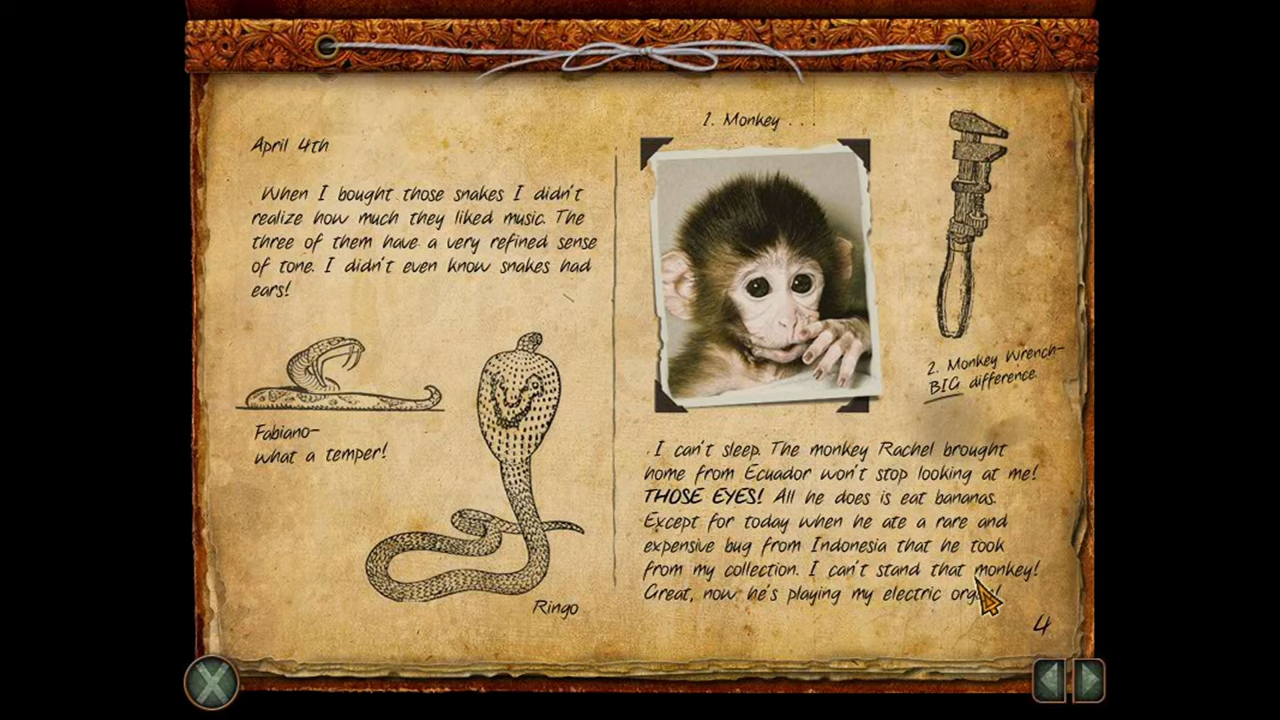 April 4th
When I bought those snakes I didn't
realize how much they liked music. The
three of them have a very refined sense
of tone. I didn't even know snakes had
ears!
Fabiano-
what a temper!
Ringo
1. Monkey . . .
2. Monkey Wrench-
BIG difference.
I can't sleep. The monkey Rachel brought
home from Ecuador won't stop looking at me!
THOSE EYES! All he does is eat bananas.
Except for today when he ate a rare and
expensive bug from Indonesia that he took
from my collection. I can't stand that monkey!
Great, now he's playing my electric organ!
4